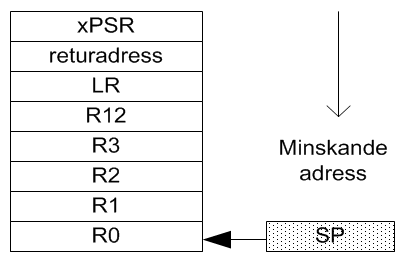 xPSR
returadress
LR
R12
R3
R2
R1
R0
Minskande
adress
SP